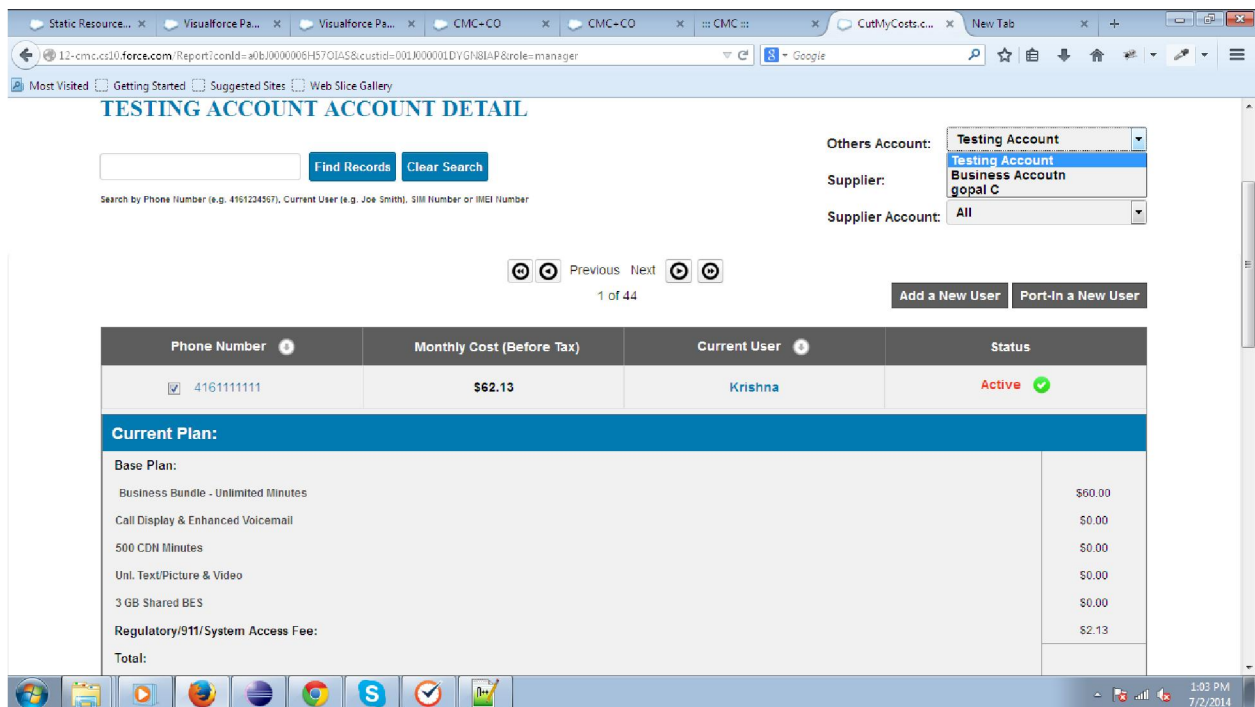 Static Resource... × Visualforce Pa... × Visualforce Pa... × CMC+CO × CMC+CO × ::: CMC ::: × CutMyCosts.c... × New Tab × +
12-cmc.cs10.force.com/Report?conId=a0bJ0000006H57OIAS&custid=001J000001DYGN8IAP&role=manager 8 - Google
Most Visited Getting Started Suggested Sites Web Slice Gallery
TESTING ACCOUNT ACCOUNT DETAIL
Others Account: Testing Account
Testing Account
Business Accoutn
gopal C
Find Records Clear Search
Supplier:
Search by Phone Number (e.g. 4161234567), Current User (e.g. Joe Smith), SIM Number or IMEI Number
Supplier Account: All
Previous Next
1 of 44
Add a New User Port-In a New User
Phone Number Monthly Cost (Before Tax) Current User Status
4161111111 $62.13 Krishna Active
Current Plan:
Base Plan:
Business Bundle - Unlimited Minutes $60.00
Call Display & Enhanced Voicemail $0.00
500 CDN Minutes $0.00
Unl. Text/Picture & Video $0.00
3 GB Shared BES $0.00
Regulatory/911/System Access Fee: $2.13
Total:
1:03 PM
7/2/2014